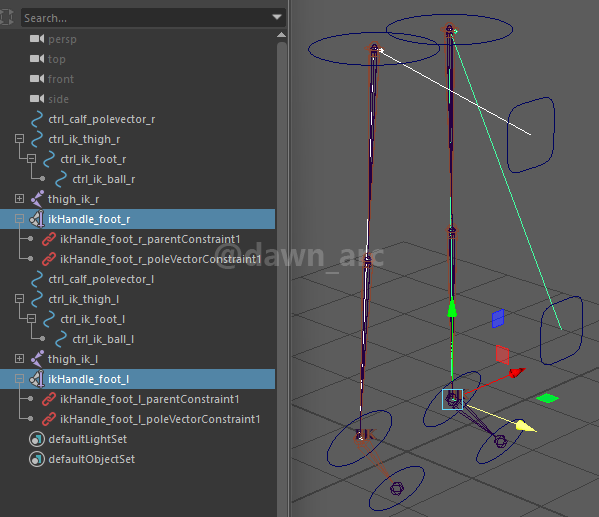 Search...
persp
top
front
side
ctrl_calf_polevector_r
ctrl_ik_thigh_r
ctrl_ik_foot_r
ctrl_ik_ball_r
thigh_ik_r
ikHandle_foot_r
ikHandle_foot_r_parentConstraint1
ikHandle_foot_r_poleVectorConstraint1
ctrl_calf_polevector_l
ctrl_ik_thigh_l
ctrl_ik_foot_l
ctrl_ik_ball_l
thigh_ik_l
ikHandle_foot_l
ikHandle_foot_l_parentConstraint1
ikHandle_foot_l_poleVectorConstraint1
defaultLightSet
defaultObjectSet
@dawn_arc
IK